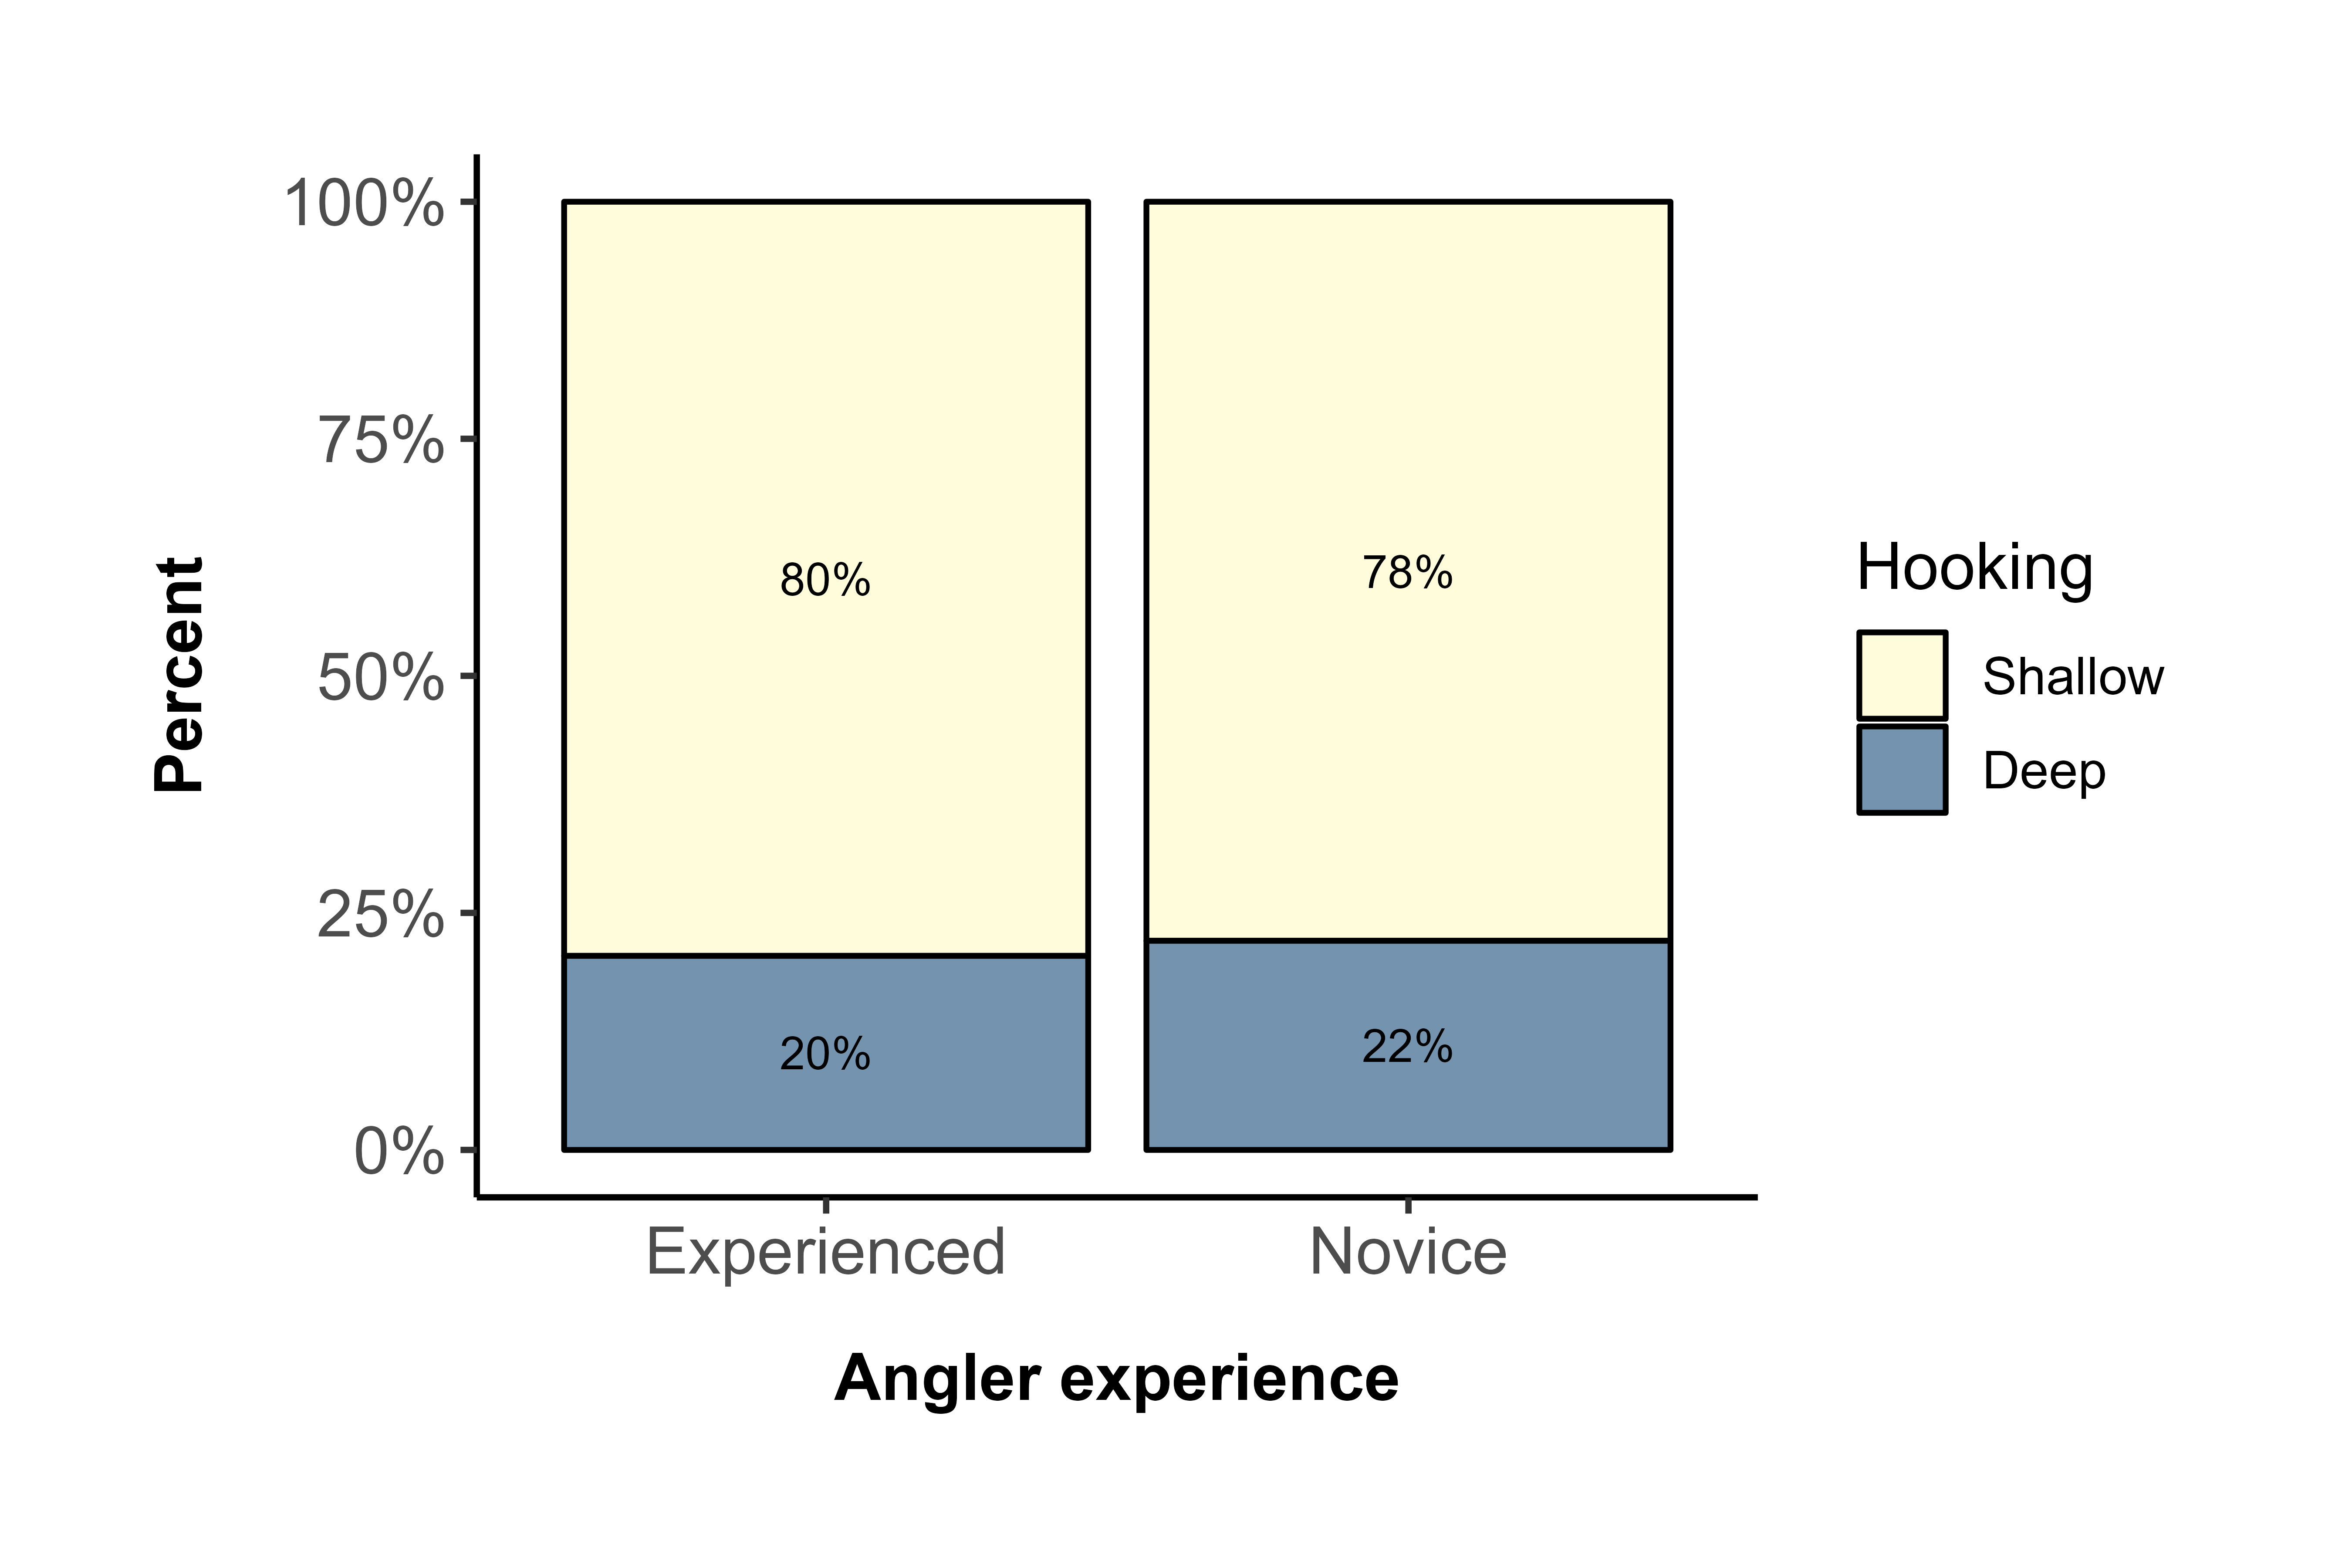 100%
75%
50%
25%
0%
Percent
80%
78%
20%
22%
Experienced
Novice
Angler experience
Hooking
Shallow
Deep